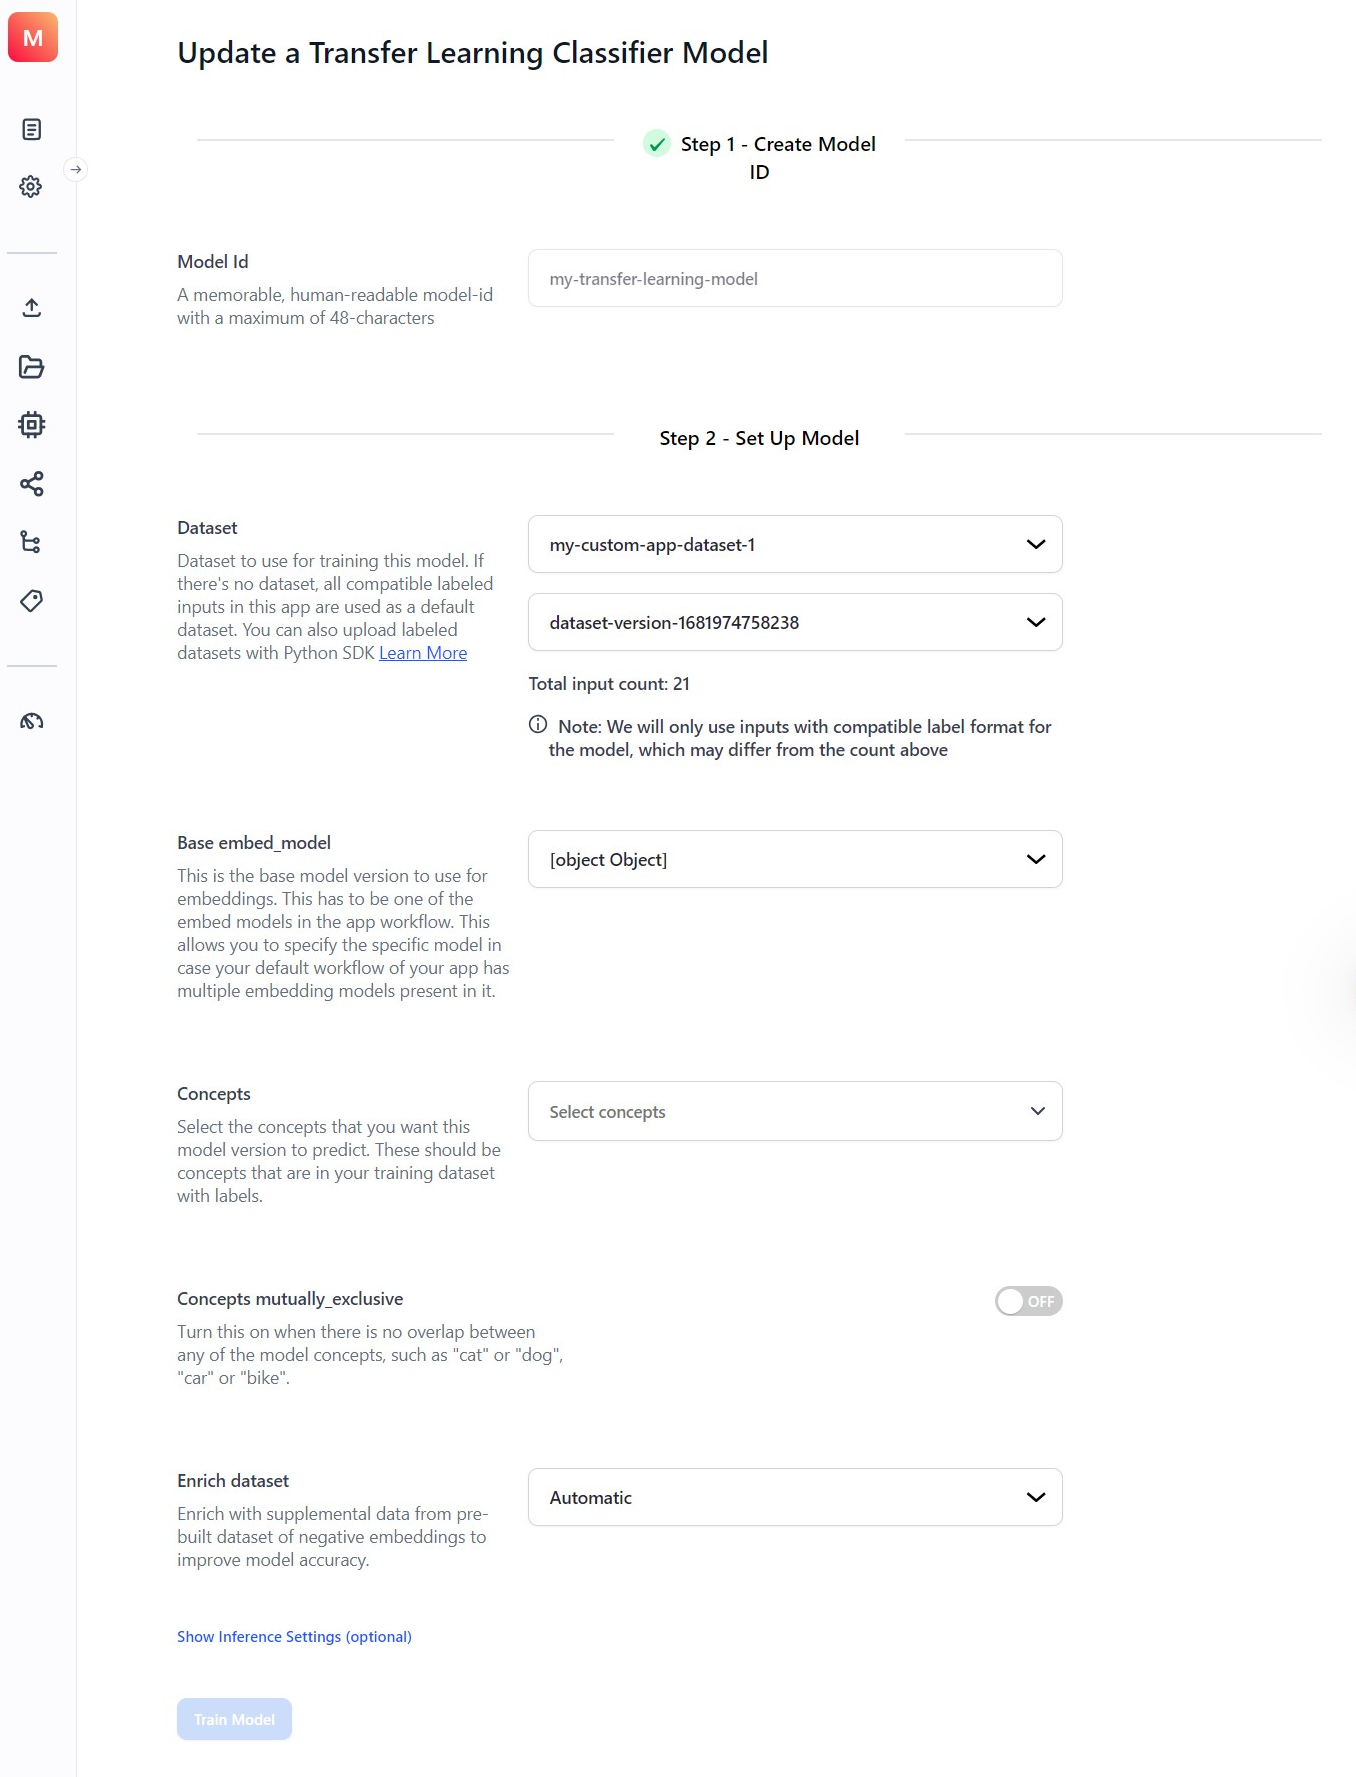 M
Update a Transfer Learning Classifier Model
Step 1 - Create Model
ID
Model Id
A memorable, human-readable model-id
with a maximum of 48-characters
my-transfer-learning-model
Step 2 - Set Up Model
Dataset
Dataset to use for training this model. If
there's no dataset, all compatible labeled
inputs in this app are used as a default
dataset. You can also upload labeled
datasets with Python SDK Learn More
my-custom-app-dataset-1
dataset-version-1681974758238
Total input count: 21
Note: We will only use inputs with compatible label format for
the model, which may differ from the count above
Base embed_model
This is the base model version to use for
embeddings. This has to be one of the
embed models in the app workflow. This
allows you to specify the specific model in
case your default workflow of your app has
multiple embedding models present in it.
[object Object]
Concepts
Select the concepts that you want this
model version to predict. These should be
concepts that are in your training dataset
with labels.
Select concepts
Concepts mutually_exclusive
Turn this on when there is no overlap between
any of the model concepts, such as "cat" or "dog",
"car" or "bike".
OFF
Enrich dataset
Enrich with supplemental data from pre-
built dataset of negative embeddings to
improve model accuracy.
Automatic
Show Inference Settings (optional)
Train Model